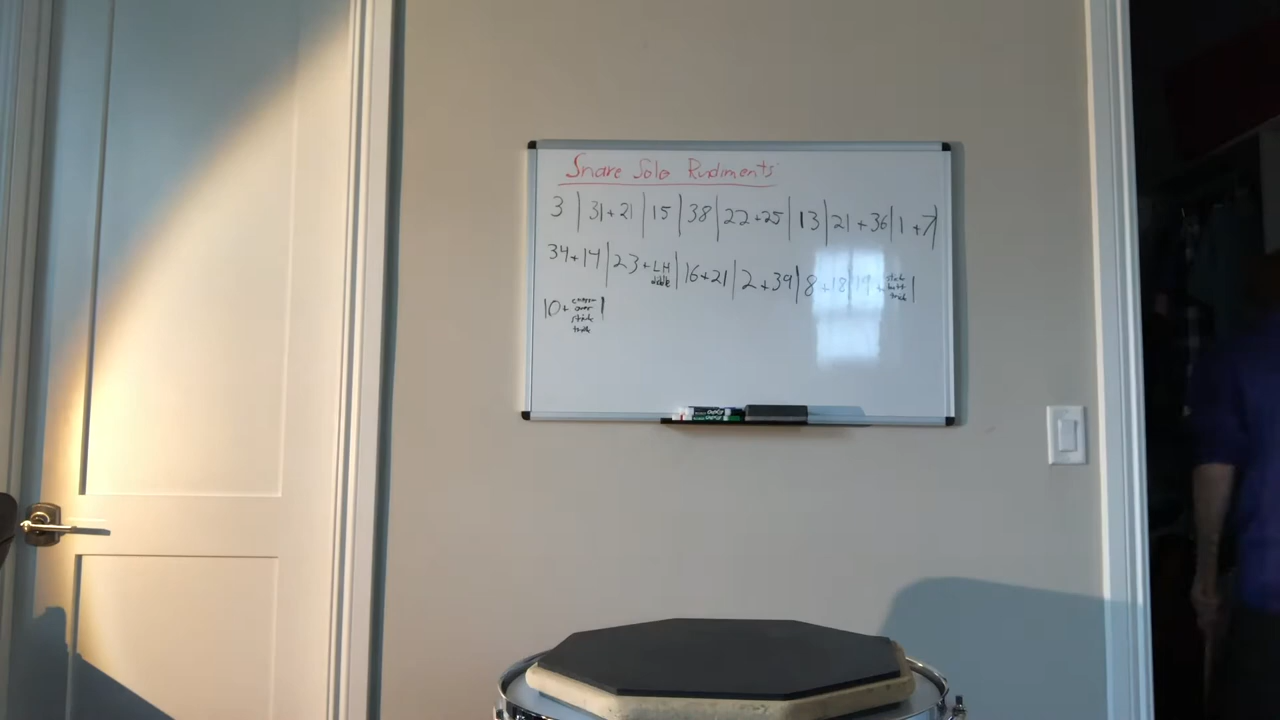 Snare Solo Rudiments
3 | 31 + 21 | 15 | 38 | 22 + 25 | 13 | 21 + 36 | 1 + 7 |
34 + 14 | 23 + LH | 16 + 21 | 2 + 39 | 8 + 18 | 19 + stick butt trick |
10 + cross over stick trick |
EXPO